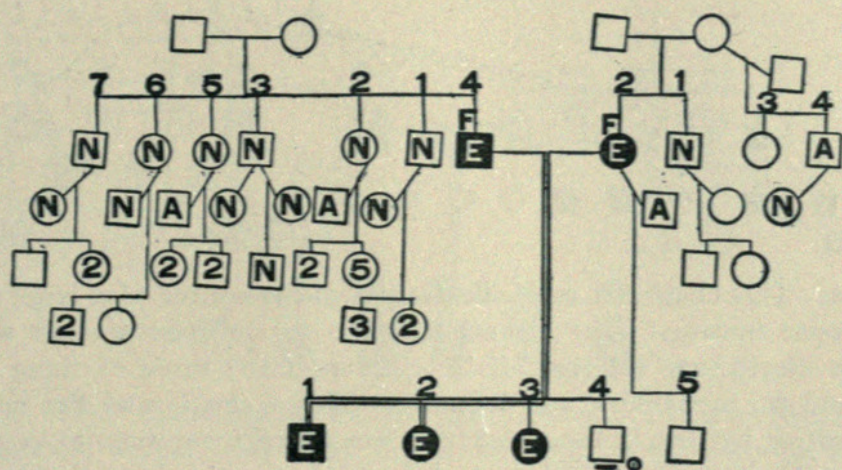 7 6 5 3 2 1 4 2 1 3 4
F F
N N N N N N E E N A
N N A N N A N A N
2 2 2 N 2 5
2 3 2
1 2 3 4 5
E E E